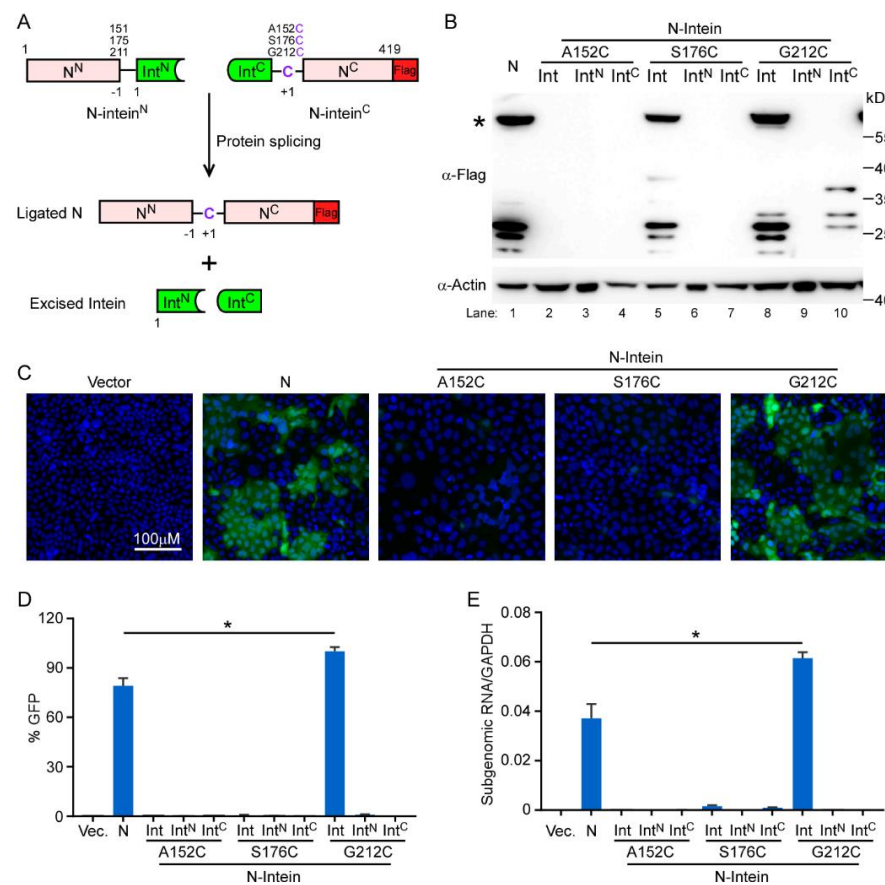 A
151
175
211
A152C
S176C
G212C
1
419
N^N
Int^N
Int^C
C
N^C
Flag
-1
1
+1
N-intein^N
N-intein^C
Protein splicing
Ligated N
N^N
C
N^C
Flag
-1
+1
+
Excised Intein
Int^N
Int^C
1
B
N-Intein
A152C
S176C
G212C
N
Int
Int^N
Int^C
Int
Int^N
Int^C
Int
Int^N
Int^C
kD
*
55
40
α-Flag
35
25
α-Actin
40
Lane:
1 2 3 4 5 6 7 8 9 10
C
N-Intein
Vector
N
A152C
S176C
G212C
100μM
D
*
% GFP
120
90
60
30
0
Vec. N Int Int^N Int^C Int Int^N Int^C Int Int^N Int^C
A152C S176C G212C
N-Intein
E
*
Subgenomic RNA/GAPDH
0.08
0.06
0.04
0.02
0
Vec. N Int Int^N Int^C Int Int^N Int^C Int Int^N Int^C
A152C S176C G212C
N-Intein